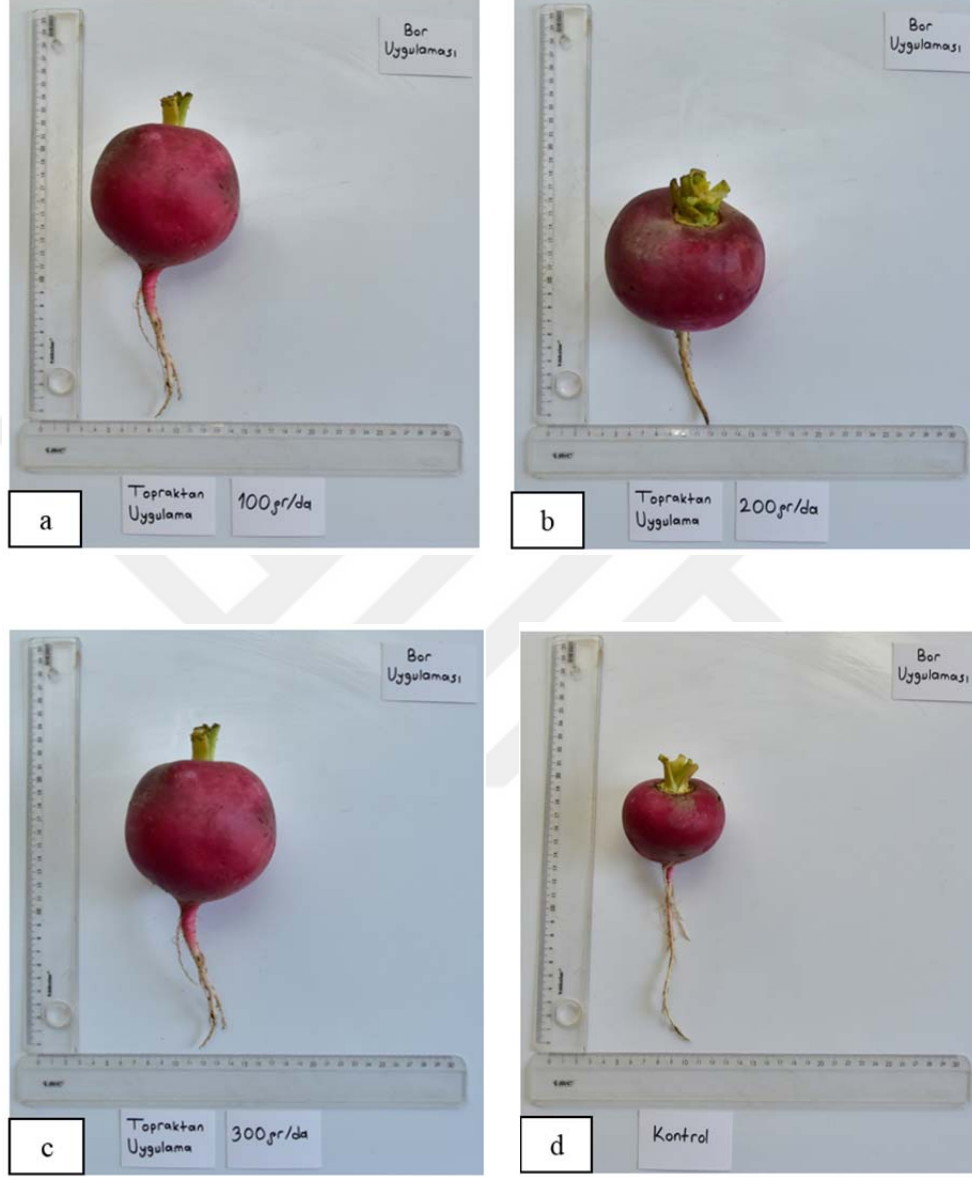 Bor
Uygulaması
Topraktan
Uygulama
100gr/da
a
Bor
Uygulaması
Topraktan
Uygulama
200gr/da
b
Bor
Uygulaması
Topraktan
Uygulama
300gr/da
c
Bor
Uygulaması
Kontrol
d